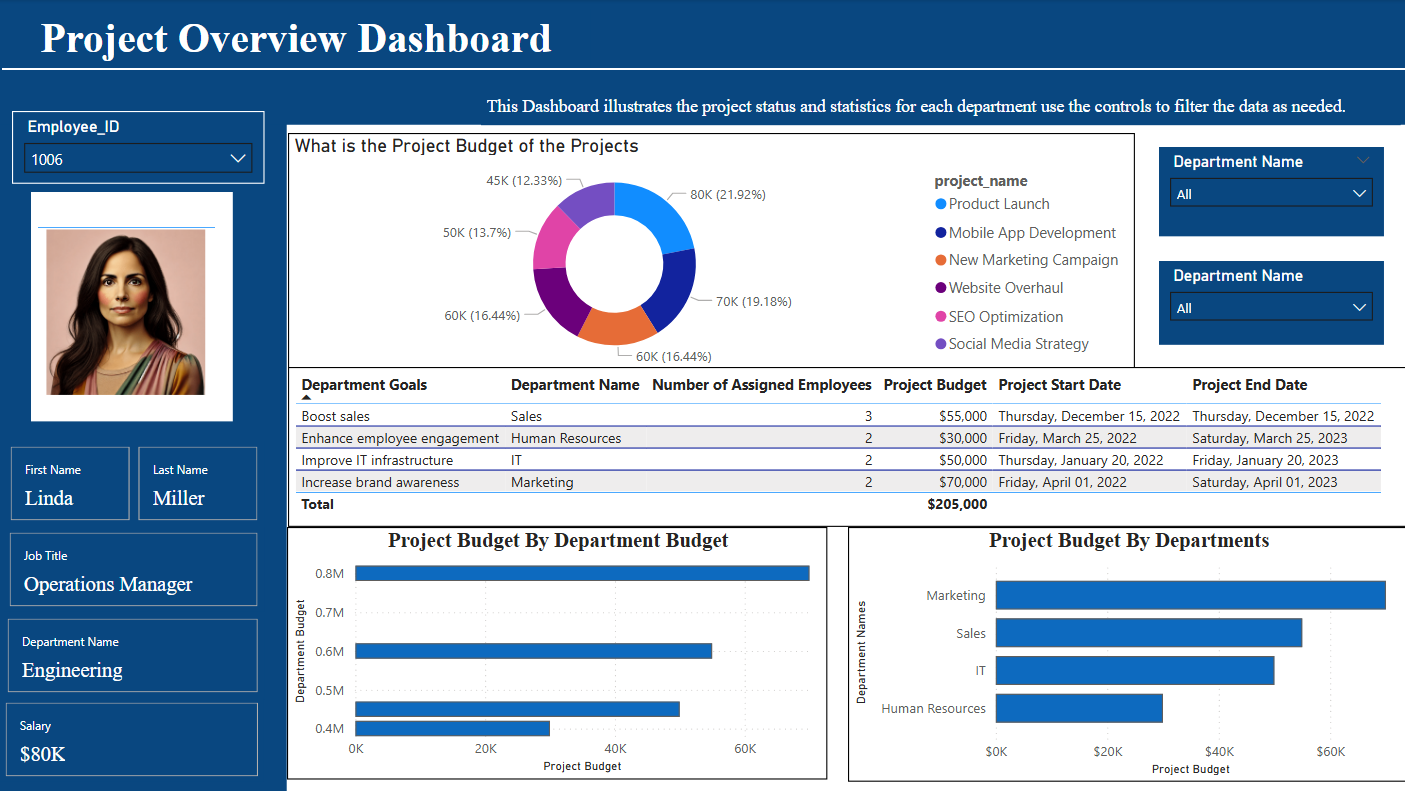 Project Overview Dashboard
This Dashboard illustrates the project status and statistics for each department use the controls to filter the data as needed.
Employee_ID
1006
First Name
Linda
Last Name
Miller
Job Title
Operations Manager
Department Name
Engineering
Salary
$80K
What is the Project Budget of the Projects
45K (12.33%)
80K (21.92%)
50K (13.7%)
70K (19.18%)
60K (16.44%)
60K (16.44%)
project_name
Product Launch
Mobile App Development
New Marketing Campaign
Website Overhaul
SEO Optimization
Social Media Strategy
Department Name
All
Department Name
All
Department Goals Department Name Number of Assigned Employees Project Budget Project Start Date Project End Date
Boost sales Sales 3 $55,000 Thursday, December 15, 2022 Thursday, December 15, 2022
Enhance employee engagement Human Resources 2 $30,000 Friday, March 25, 2022 Saturday, March 25, 2023
Improve IT infrastructure IT 2 $50,000 Thursday, January 20, 2022 Friday, January 20, 2023
Increase brand awareness Marketing 2 $70,000 Friday, April 01, 2022 Saturday, April 01, 2023
Total $205,000
Project Budget By Department Budget
Department Budget
0.8M
0.7M
0.6M
0.5M
0.4M
0K 20K 40K 60K
Project Budget
Project Budget By Departments
Department Names
Marketing
Sales
IT
Human Resources
$0K $20K $40K $60K
Project Budget